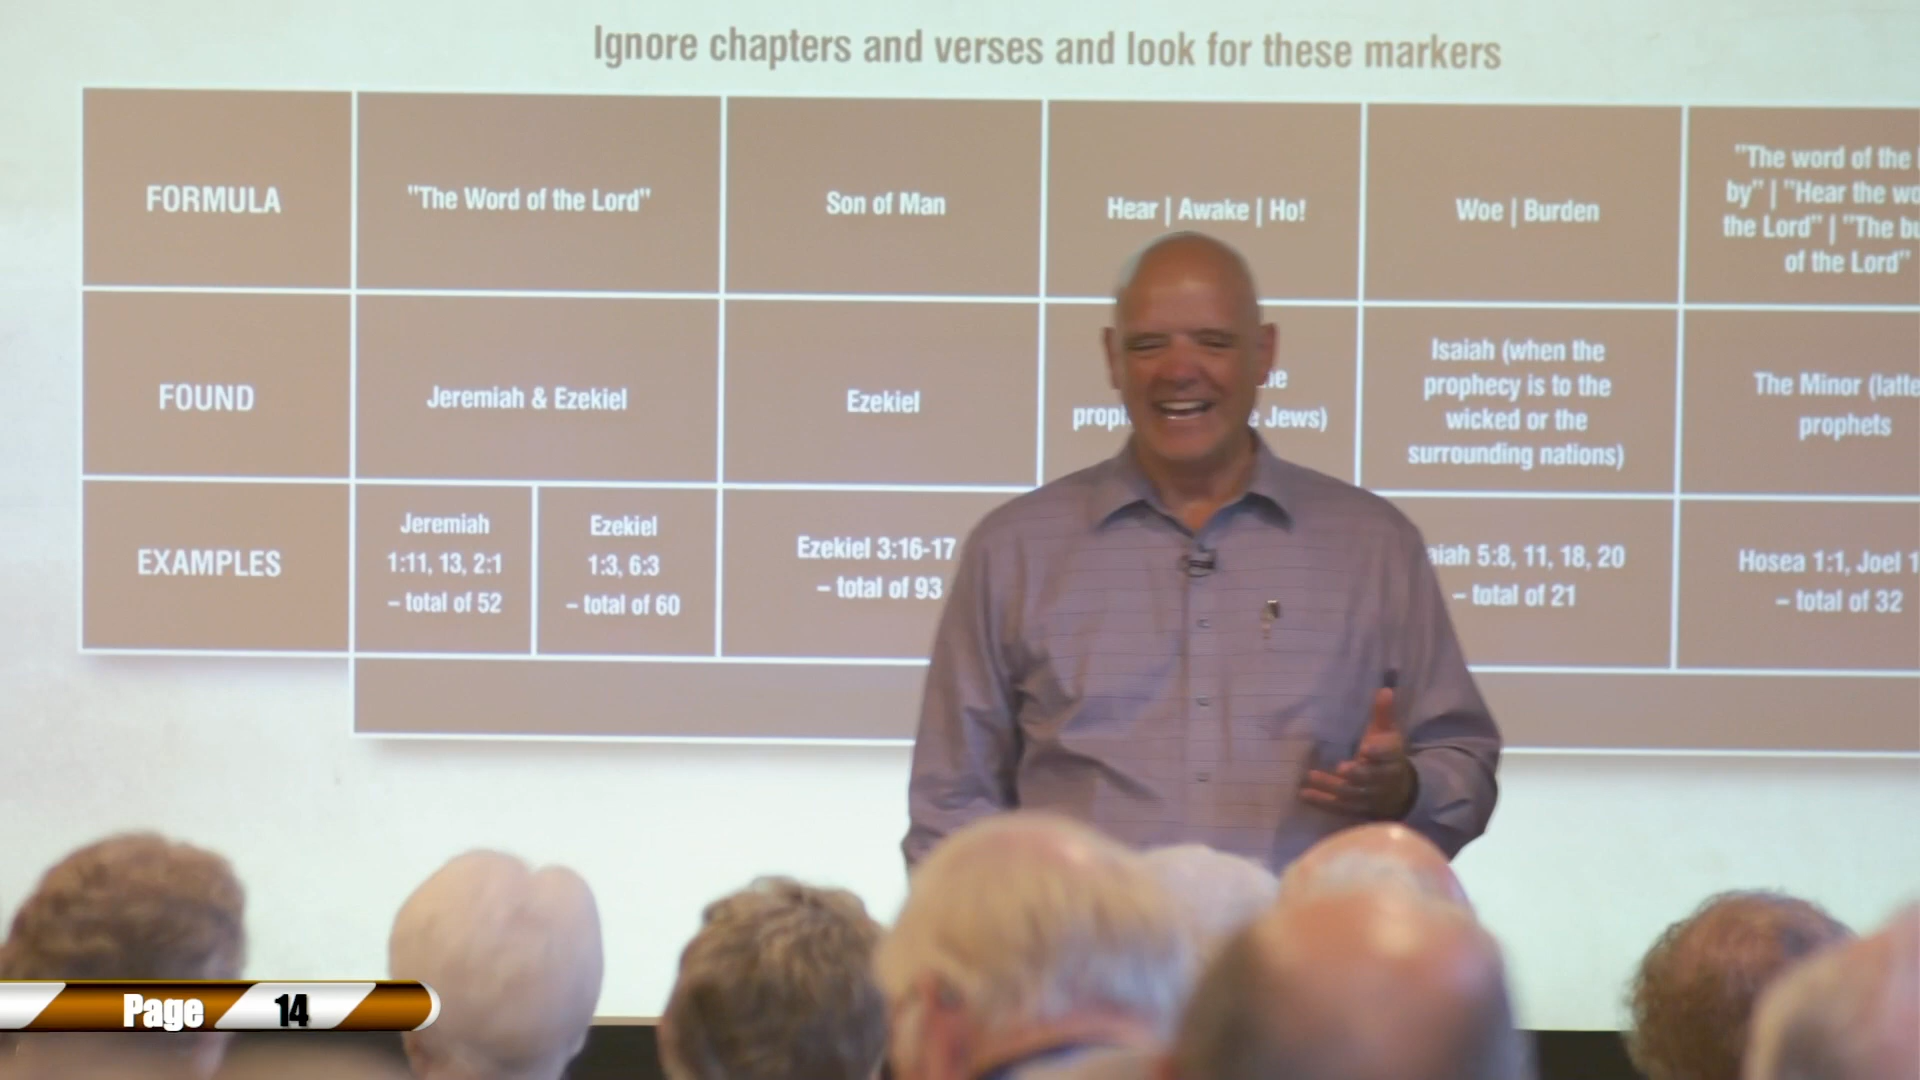 Ignore chapters and verses and look for these markers
FORMULA
"The Word of the Lord"
Son of Man
Hear | Awake | Ho!
Woe | Burden
"The word of the
by" | "Hear the
the Lord" | "The
of the Lord"
FOUND
Jeremiah & Ezekiel
Ezekiel
Jews)
Isaiah (when the
prophecy is to the
wicked or the
surrounding nations)
The Minor
prophets
EXAMPLES
Jeremiah
1:11, 13, 2:1
– total of 52
Ezekiel
1:3, 6:3
– total of 60
Ezekiel 3:16-17
– total of 93
5:8, 11, 18, 20
– total of 21
Hosea 1:1, Joel
– total of 32
Page 14